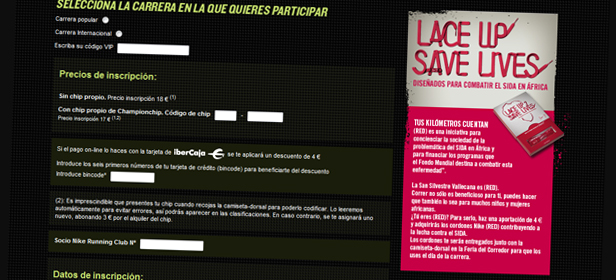 SELECCIONA LA CARRERA EN LA QUE QUIERES PARTICIPAR
Carrera popular
Carrera Internacional
Escriba su código VIP
Precios de inscripción:
Sin chip propio. Precio inscripción 18 € (1)
Con chip propio de Championchip. Código de chip -
Precio inscripción 17 € (1,2)
Si el pago on-line lo haces con la tarjeta de iberCaja se te aplicará un descuento de 4 €
Introduce los seis primeros números de tu tarjeta de crédito (bincode) para beneficiarte del descuento
Introduce bincode*
(2): Es imprescindible que presentes tu chip cuando recojas la camiseta-dorsal para poderlo codificar. Lo leeremos
automáticamente para evitar errores, así podrás aparecer en las clasificaciones. En caso contrario, se te asignará uno
nuevo, abonando 3 € por el alquiler del chip.
Socio Nike Running Club Nº
Datos de inscripción:
LACE UP
SAVE LIVES
DISEÑADOS PARA COMBATIR EL SIDA EN ÁFRICA
TUS KILÓMETROS CUENTAN
(RED) es una iniciativa para
concienciar la sociedad de la
problemática del SIDA en África y
para financiar los programas que
el Fondo Mundial destina a combatir esta
enfermedad".
La San Silvestre Vallecana es (RED).
Correr no sólo es beneficioso para ti, puedes hacer
que también lo sea para muchos niños y mujeres
africanas.
¿Tú eres (RED)? Para serlo, haz una aportación de 4 €
y adquirirás los cordones Nike (RED) contribuyendo a
la lucha contra el SIDA.
Los cordones te serán entregados junto con la
camiseta-dorsal en la Feria del Corredor para que los
uses el día de la carrera.